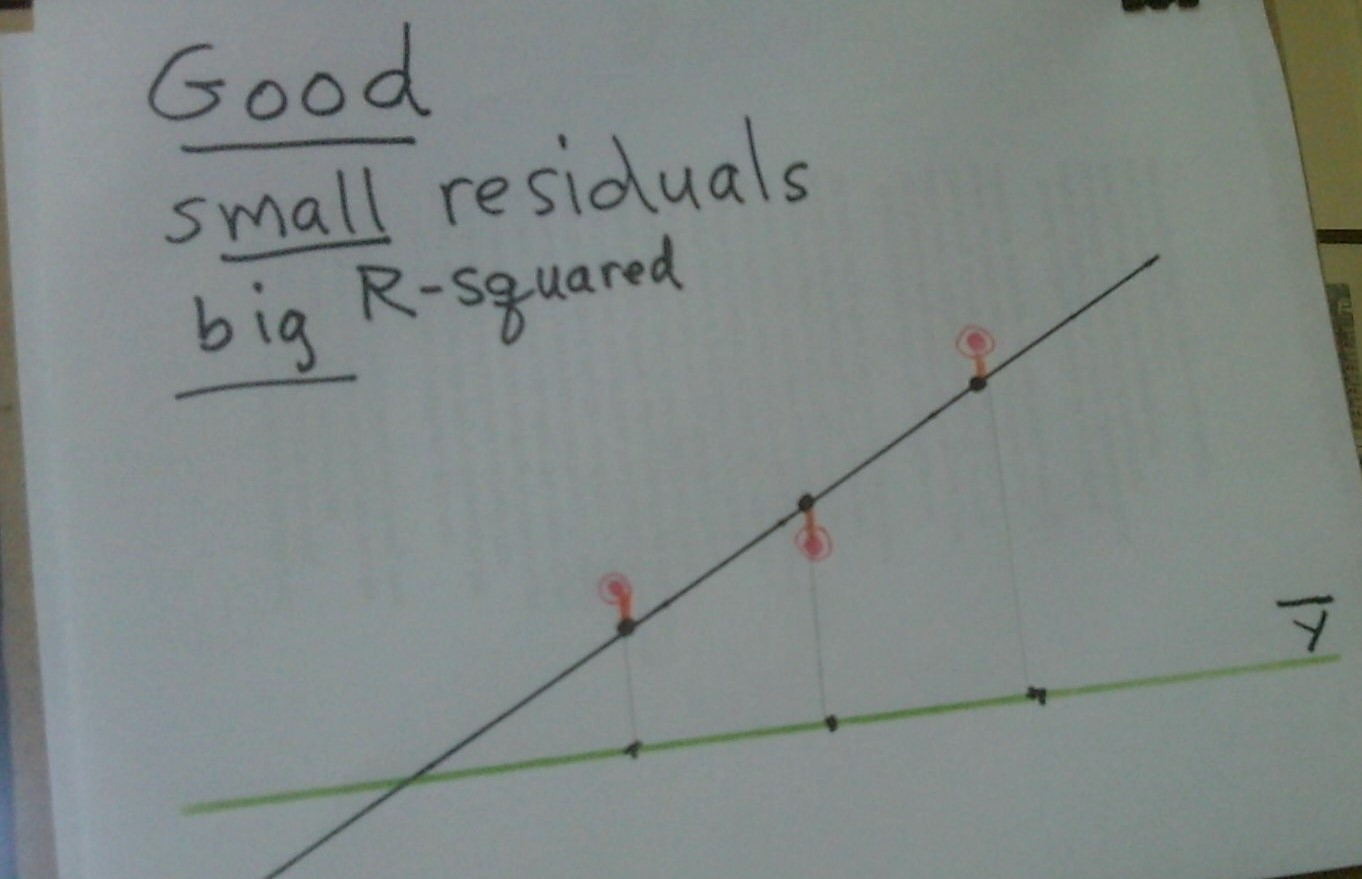 Good
small residuals
big R-squared
Y̅